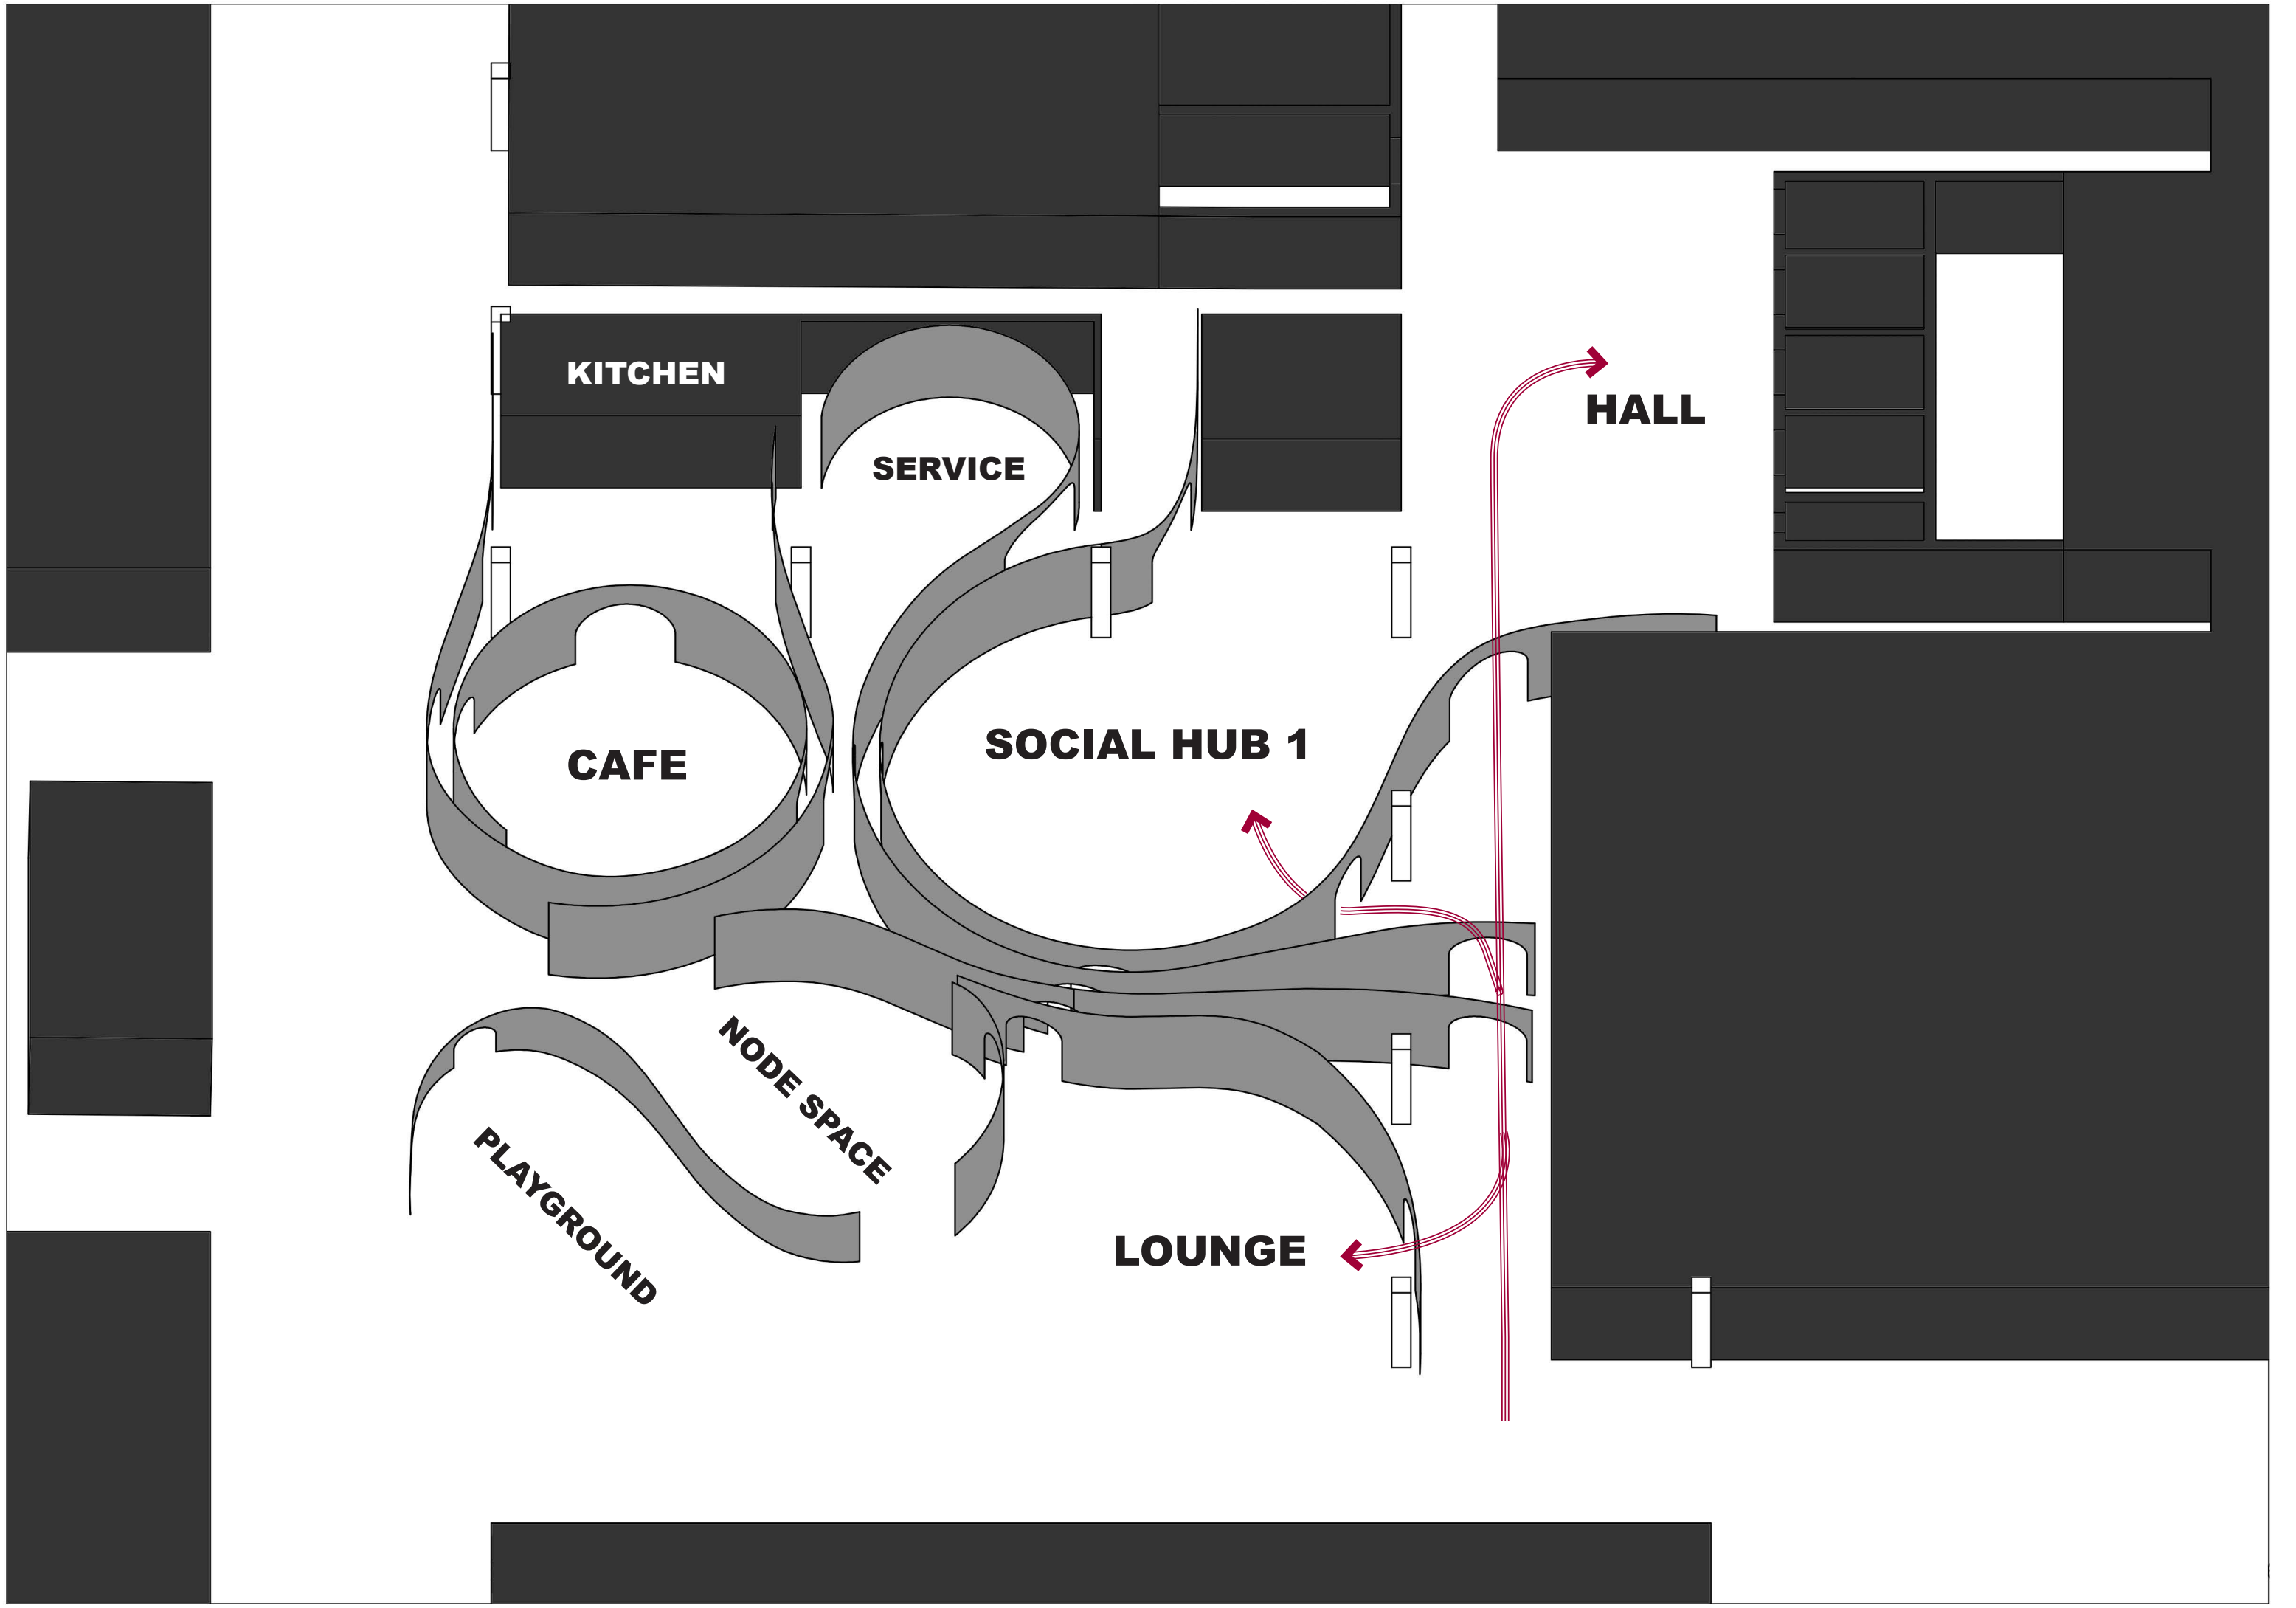 KITCHEN
HALL
SERVICE
SOCIAL HUB 1
CAFE
NODE SPACE
PLAYGROUND
LOUNGE